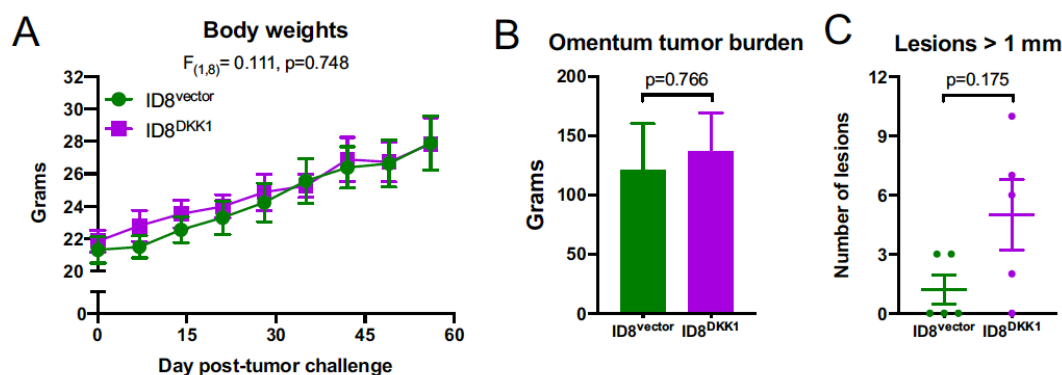 A
Body weights
F(1,8)= 0.111, p=0.748
ID8vector
ID8DKK1
Grams
32
30
28
26
24
22
20
0
0 15 30 45 60
Day post-tumor challenge
B
Omentum tumor burden
p=0.766
Grams
200
150
100
50
0
ID8vector ID8DKK1
C
Lesions > 1 mm
p=0.175
Number of lesions
12
9
6
3
0
ID8vector ID8DKK1